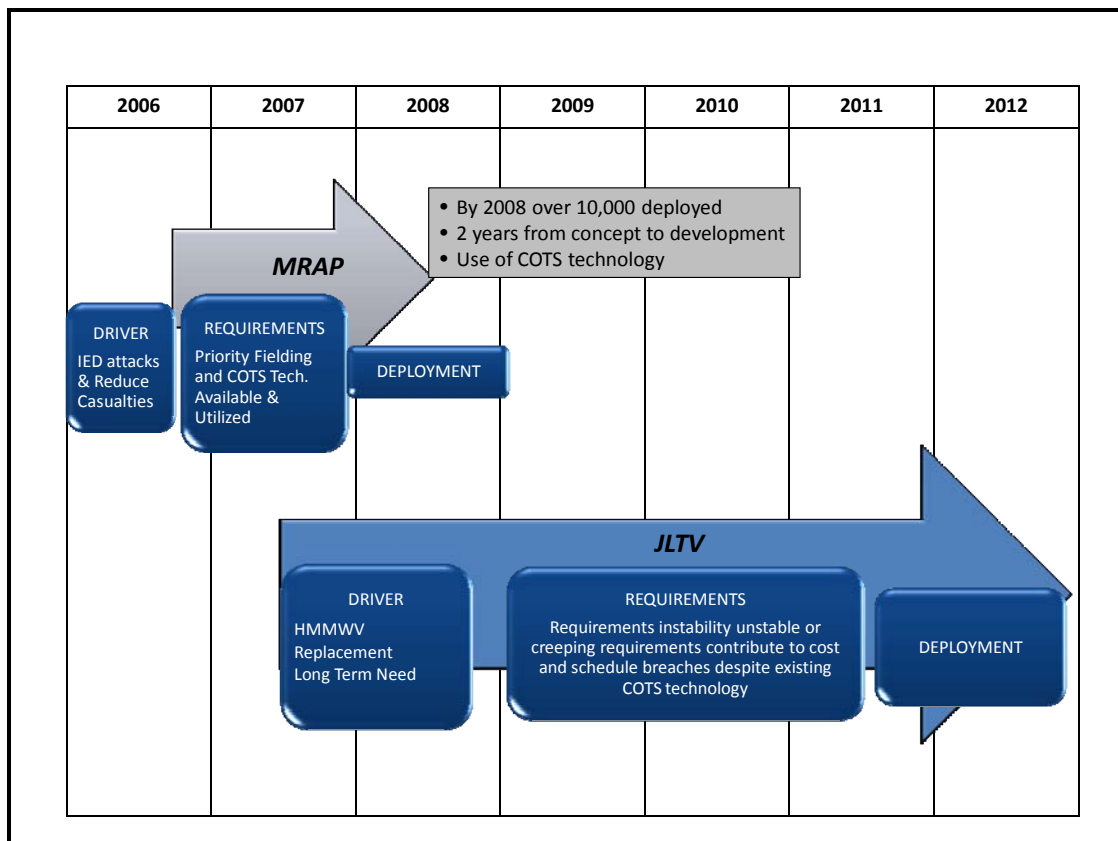 2006 2007 2008 2009 2010 2011 2012
• By 2008 over 10,000 deployed
• 2 years from concept to development
• Use of COTS technology
MRAP
DRIVER
IED attacks
& Reduce
Casualties
REQUIREMENTS
Priority Fielding
and COTS Tech.
Available &
Utilized
DEPLOYMENT
JLTV
DRIVER
HMMWV
Replacement
Long Term Need
REQUIREMENTS
Requirements instability unstable or
creeping requirements contribute to cost
and schedule breaches despite existing
COTS technology
DEPLOYMENT